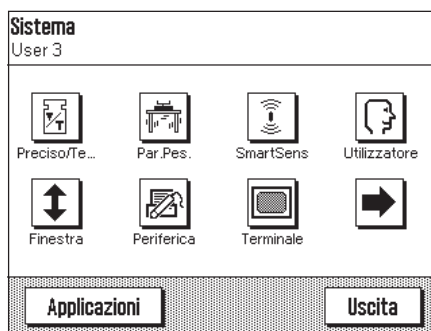 Sistema
User 3
Preciso/Te... Par.Pes. SmartSens Utilizzatore
Finestra Periferica Terminale
Applicazioni Uscita